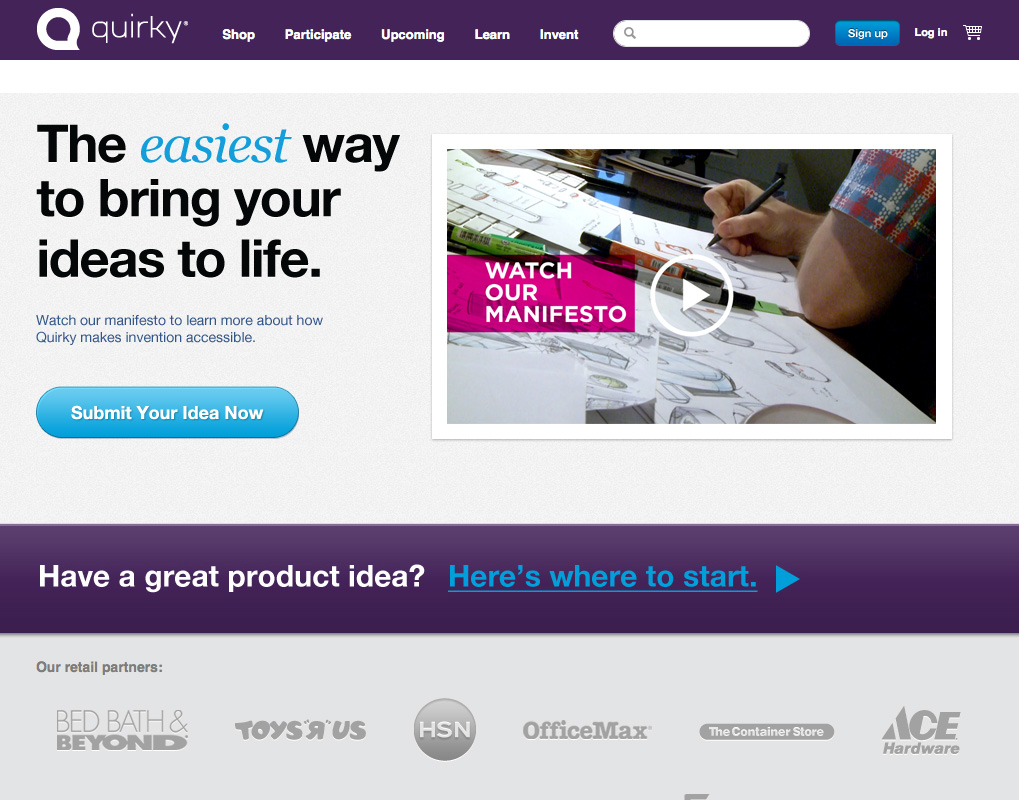 quirky®
Shop Participate Upcoming Learn Invent
Sign up Log in
The easiest way
to bring your
ideas to life.
Watch our manifesto to learn more about how
Quirky makes invention accessible.
Submit Your Idea Now
WATCH
OUR
MANIFESTO
Have a great product idea? Here's where to start.
Our retail partners:
BED BATH &
BEYOND
TOYS"R"US
HSN
OfficeMax®
The Container Store
ACE
Hardware